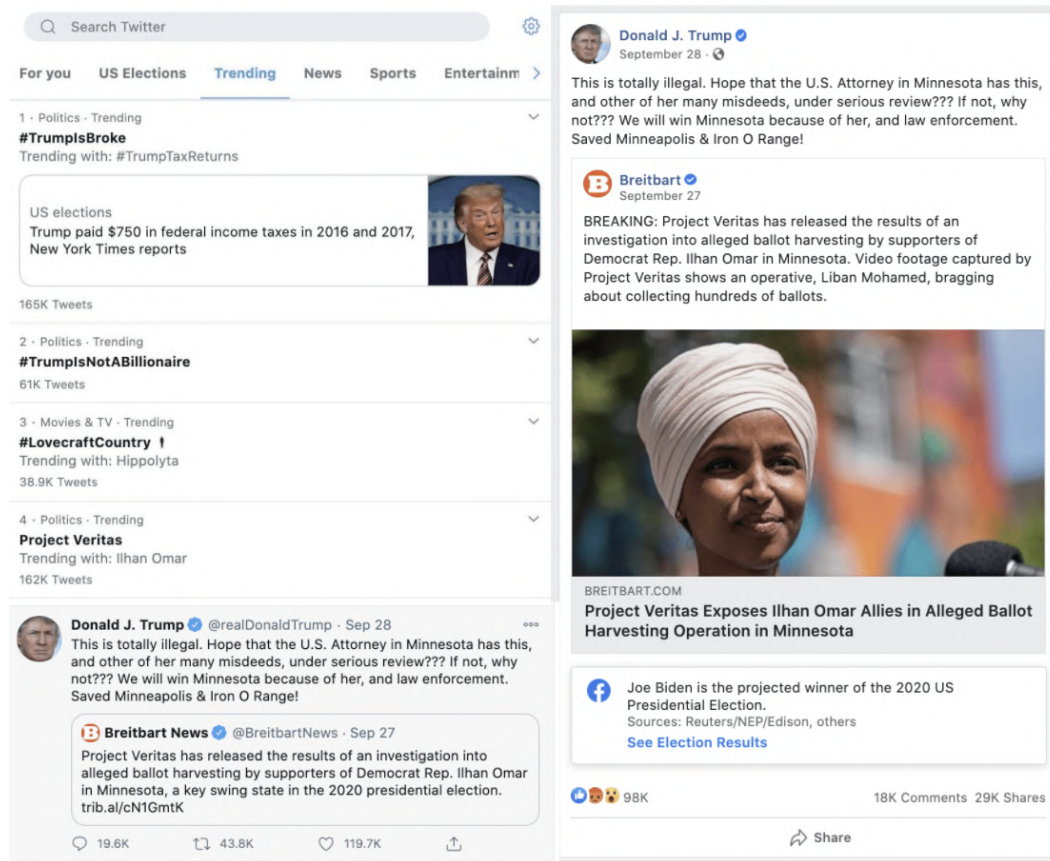 Search Twitter
For you US Elections Trending News Sports Entertainm
1 · Politics · Trending
#TrumpIsBroke
Trending with: #TrumpTaxReturns
US elections
Trump paid $750 in federal income taxes in 2016 and 2017,
New York Times reports
165K Tweets
2 · Politics · Trending
#TrumpIsNotABillionaire
61K Tweets
3 · Movies & TV · Trending
#LovecraftCountry
Trending with: Hippolyta
38.9K Tweets
4 · Politics · Trending
Project Veritas
Trending with: Ilhan Omar
162K Tweets
Donald J. Trump @realDonaldTrump · Sep 28
This is totally illegal. Hope that the U.S. Attorney in Minnesota has this,
and other of her many misdeeds, under serious review??? If not, why
not??? We will win Minnesota because of her, and law enforcement.
Saved Minneapolis & Iron O Range!
B Breitbart News @BreitbartNews · Sep 27
Project Veritas has released the results of an investigation into
alleged ballot harvesting by supporters of Democrat Rep. Ilhan Omar
in Minnesota, a key swing state in the 2020 presidential election.
trib.al/cN1GmtK
19.6K 43.8K 119.7K
Donald J. Trump
September 28 ·
This is totally illegal. Hope that the U.S. Attorney in Minnesota has this,
and other of her many misdeeds, under serious review??? If not, why
not??? We will win Minnesota because of her, and law enforcement.
Saved Minneapolis & Iron O Range!
B Breitbart
September 27
BREAKING: Project Veritas has released the results of an
investigation into alleged ballot harvesting by supporters of
Democrat Rep. Ilhan Omar in Minnesota. Video footage captured by
Project Veritas shows an operative, Liban Mohamed, bragging
about collecting hundreds of ballots.
BREITBART.COM
Project Veritas Exposes Ilhan Omar Allies in Alleged Ballot
Harvesting Operation in Minnesota
Joe Biden is the projected winner of the 2020 US
Presidential Election.
Sources: Reuters/NEP/Edison, others
See Election Results
98K 18K Comments 29K Shares
Share